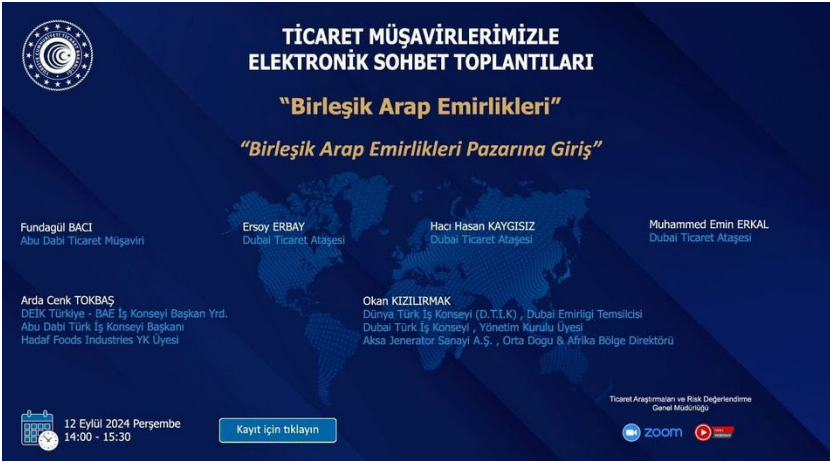 TİCARET MÜŞAVİRLERİMİZLE
ELEKTRONİK SOHBET TOPLANTILARI
“Birleşik Arap Emirlikleri”
“Birleşik Arap Emirlikleri Pazarına Giriş”
Fundagül BACI
Abu Dabi Ticaret Müşaviri
Ersoy ERBAY
Dubai Ticaret Ataşesi
Hacı Hasan KAYGISIZ
Dubai Ticaret Ataşesi
Muhammed Emin ERKAL
Dubai Ticaret Ataşesi
Arda Cenk TOKBAŞ
DEİK Türkiye - BAE İş Konseyi Başkan Yrd.
Abu Dabi Türk İş Konseyi Başkanı
Hadaf Foods Industries YK Üyesi
Okan KIZILIRMAK
Dünya Türk İş Konseyi (D.T.İ.K) , Dubai Emirligi Temsilcisi
Dubai Türk İş Konseyi , Yönetim Kurulu Üyesi
Aksa Jeneratör Sanayi A.Ş. , Orta Dogu & Afrika Bölge Direktörü
12 Eylül 2024 Perşembe
14:00 - 15:30
Kayıt için tıklayın
Ticaret Araştırmaları ve Risk Değerlendirme
Genel Müdürlüğü
zoom